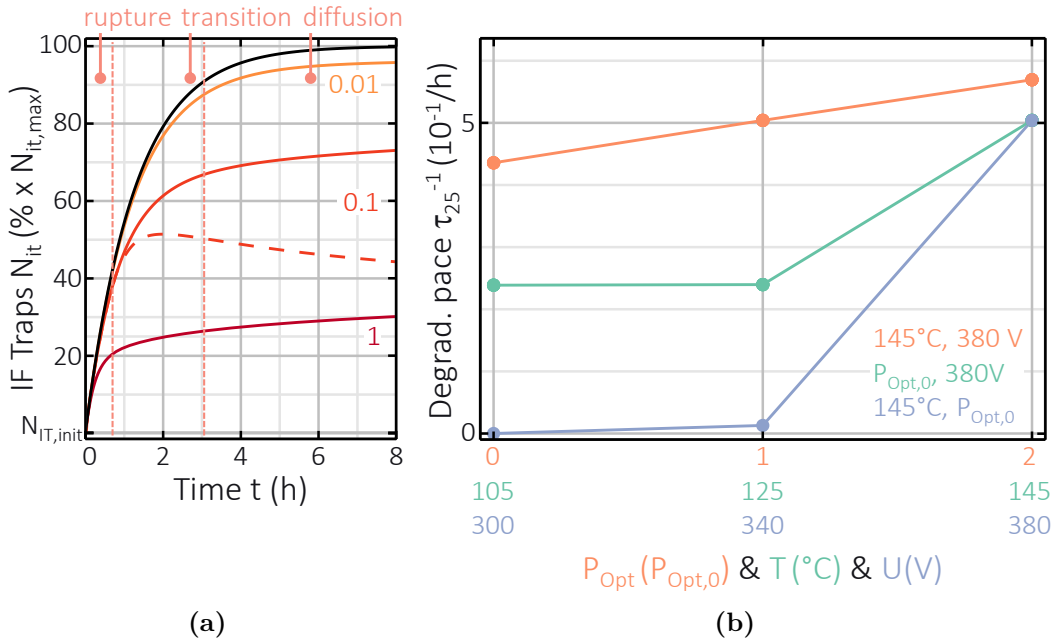 rupture transition diffusion
100
80
60
40
20
N_IT,init
IF Traps N_it (% x N_it,max)
0.01
0.1
1
0 2 4 6 8
Time t (h)
(a)
Degrad. pace τ_25^-1 (10^-1/h)
5
0
145°C, 380 V
P_Opt,0, 380V
145°C, P_Opt,0
0 1 2
105 125 145
300 340 380
P_Opt (P_Opt,0) & T (°C) & U(V)
(b)